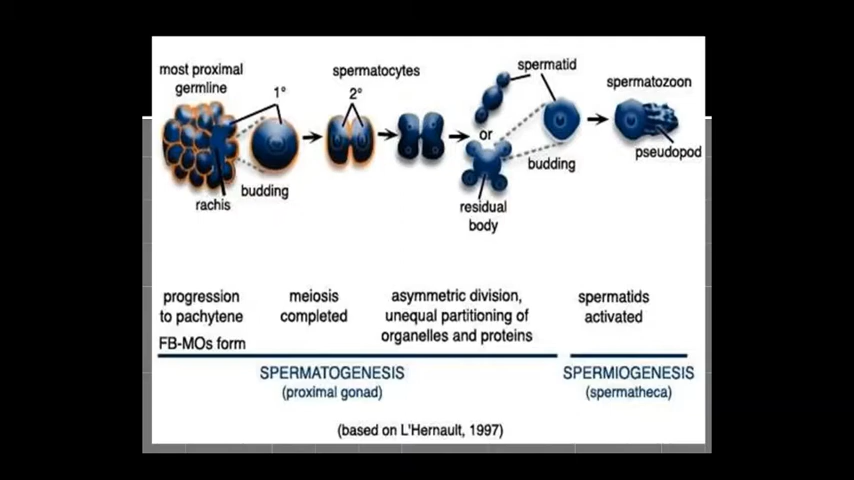 most proximal
germline
1°
budding
rachis
spermatocytes
2°
spermatid
or
budding
residual
body
spermatozoon
pseudopod
progression
to pachytene
FB-MOs form
meiosis
completed
asymmetric division,
unequal partitioning of
organelles and proteins
spermatids
activated
SPERMATOGENESIS
(proximal gonad)
SPERMIOGENESIS
(spermatheca)
(based on L'Hernault, 1997)